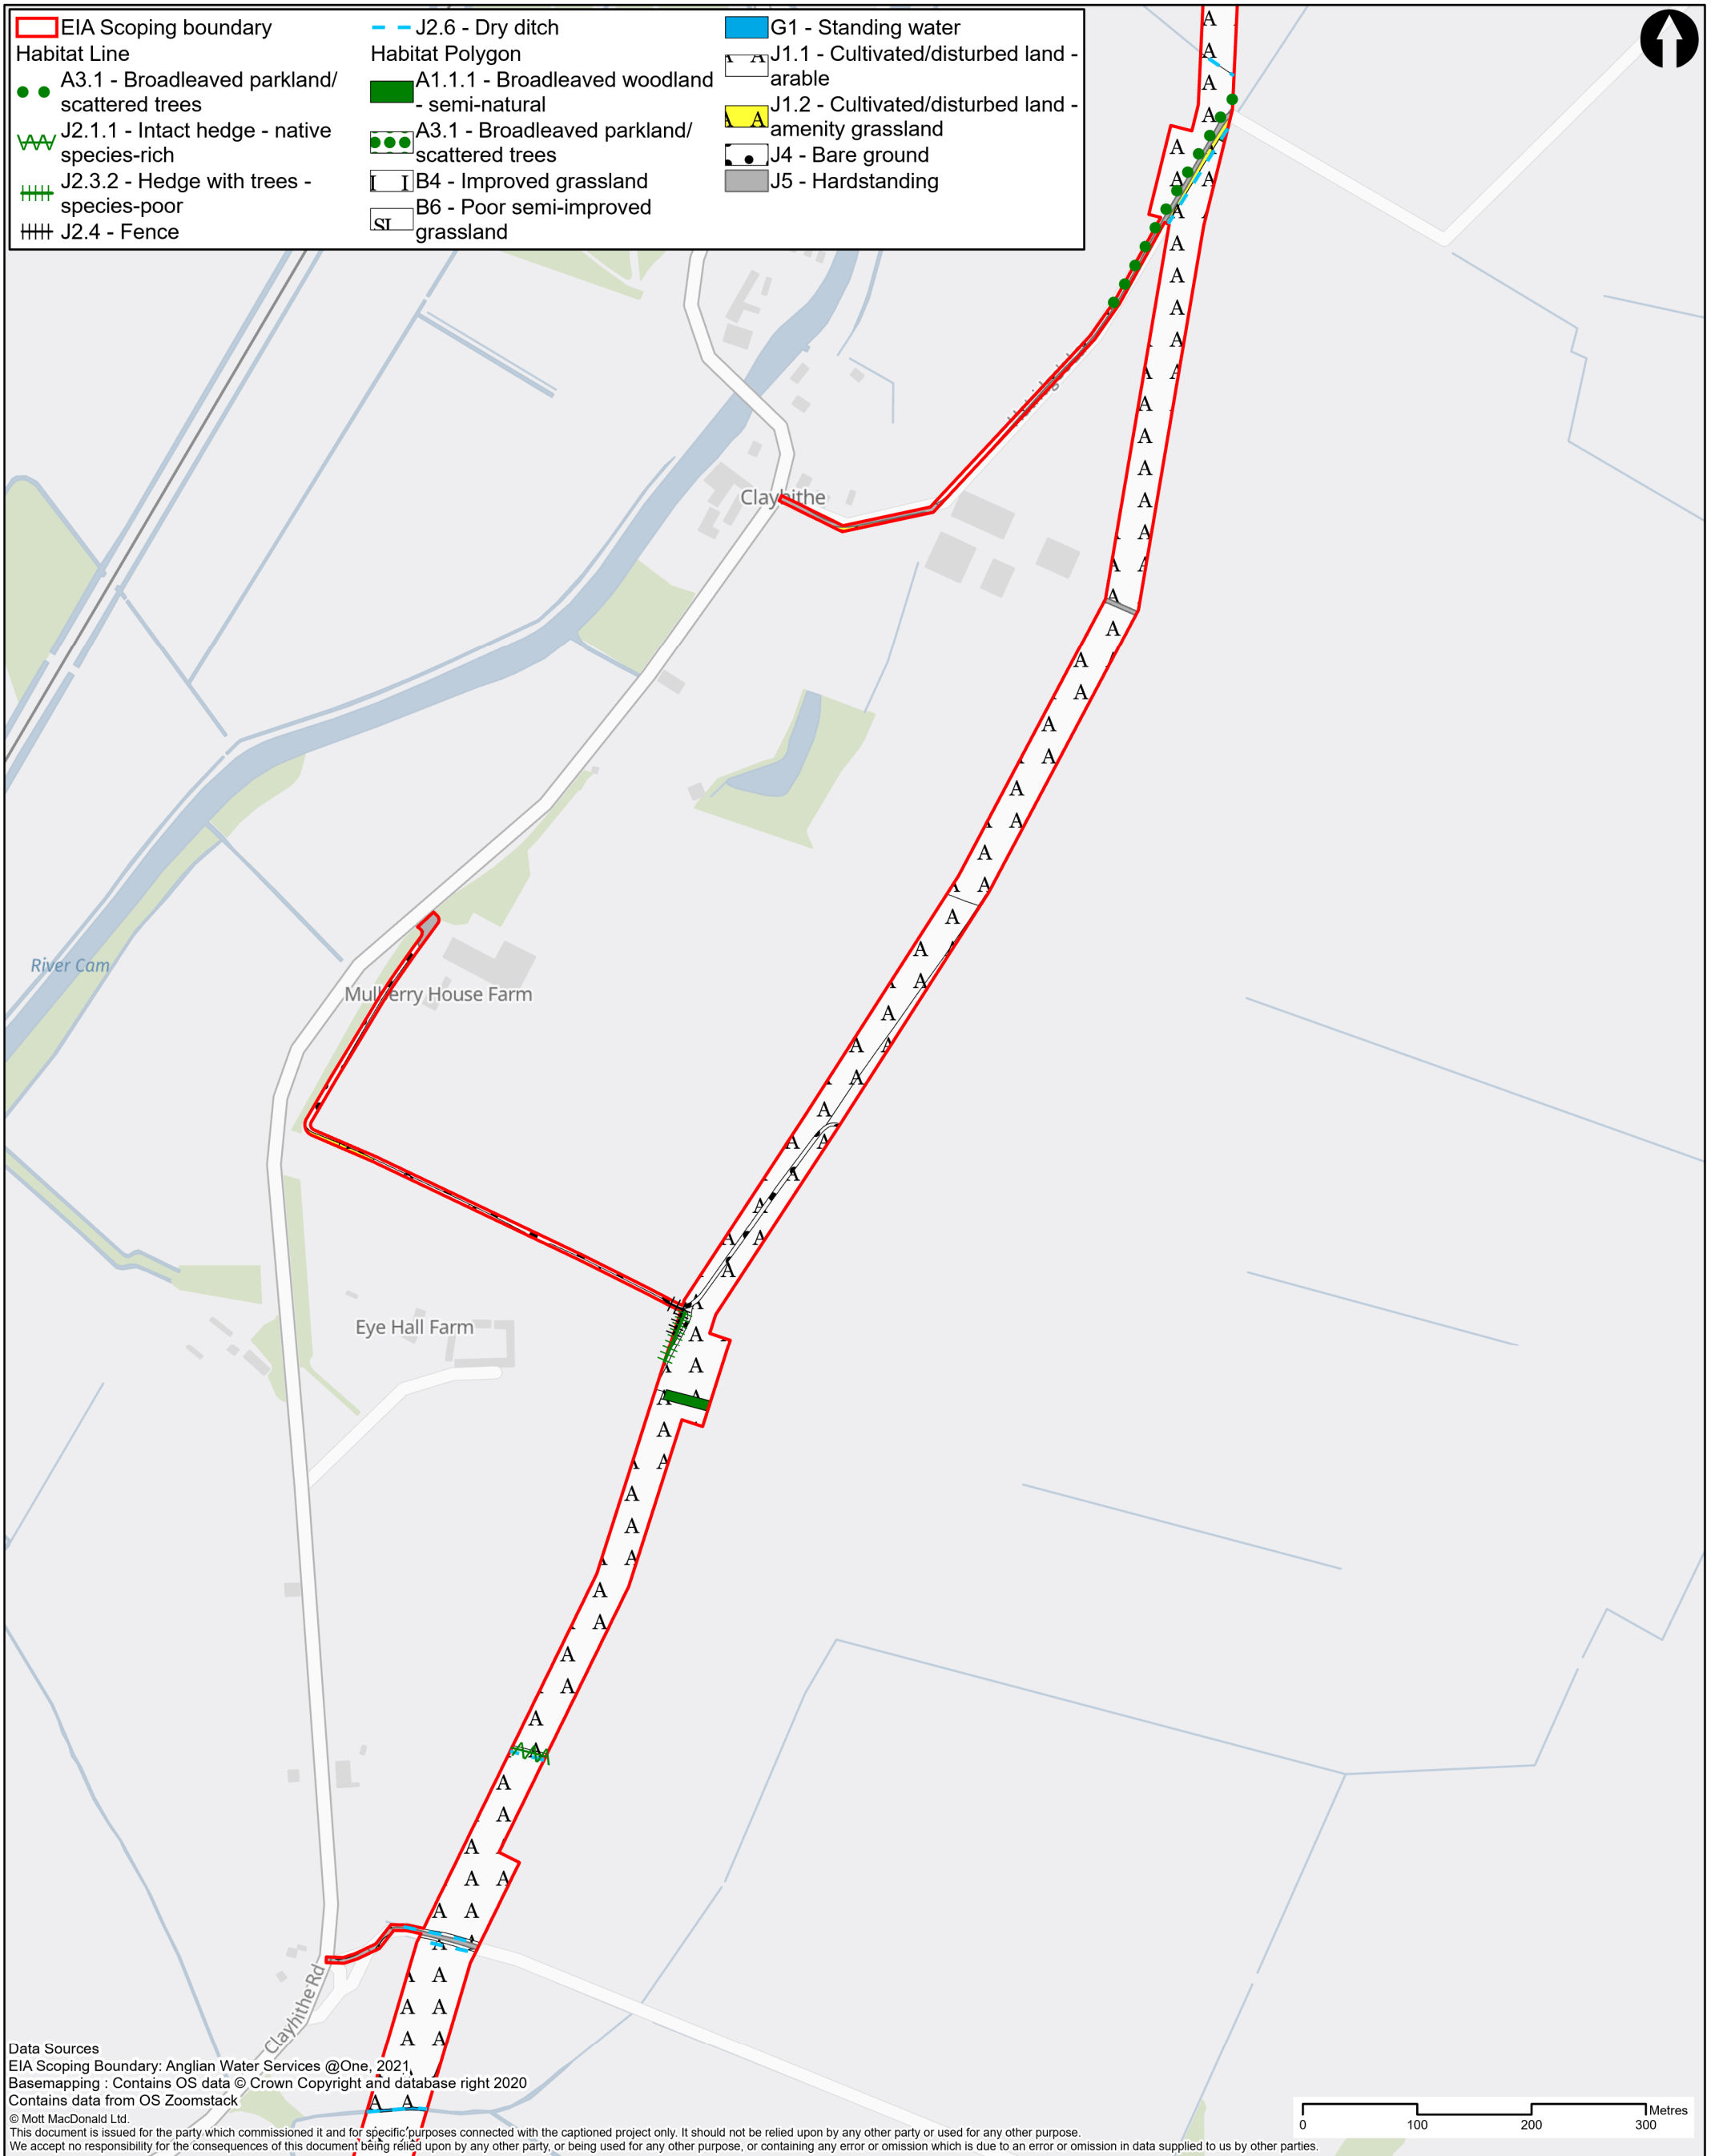 EIA Scoping boundary
Habitat Line
A3.1 - Broadleaved parkland/
scattered trees
J2.1.1 - Intact hedge - native
species-rich
J2.3.2 - Hedge with trees -
species-poor
J2.4 - Fence
J2.6 - Dry ditch
Habitat Polygon
A1.1.1 - Broadleaved woodland
- semi-natural
A3.1 - Broadleaved parkland/
scattered trees
I I B4 - Improved grassland
SI B6 - Poor semi-improved
grassland
G1 - Standing water
A A J1.1 - Cultivated/disturbed land -
arable
A A J1.2 - Cultivated/disturbed land -
amenity grassland
J4 - Bare ground
J5 - Hardstanding
Clayhithe
River Cam
Mulberry House Farm
Eye Hall Farm
Clayhithe Rd
Data Sources
EIA Scoping Boundary: Anglian Water Services @One, 2021
Basemapping : Contains OS data © Crown Copyright and database right 2020
Contains data from OS Zoomstack
© Mott MacDonald Ltd.
This document is issued for the party which commissioned it and for specific purposes connected with the captioned project only. It should not be relied upon by any other party or used for any other purpose.
We accept no responsibility for the consequences of this document being relied upon by any other party, or being used for any other purpose, or containing any error or omission which is due to an error or omission in data supplied to us by other parties.
Metres
0 100 200 300